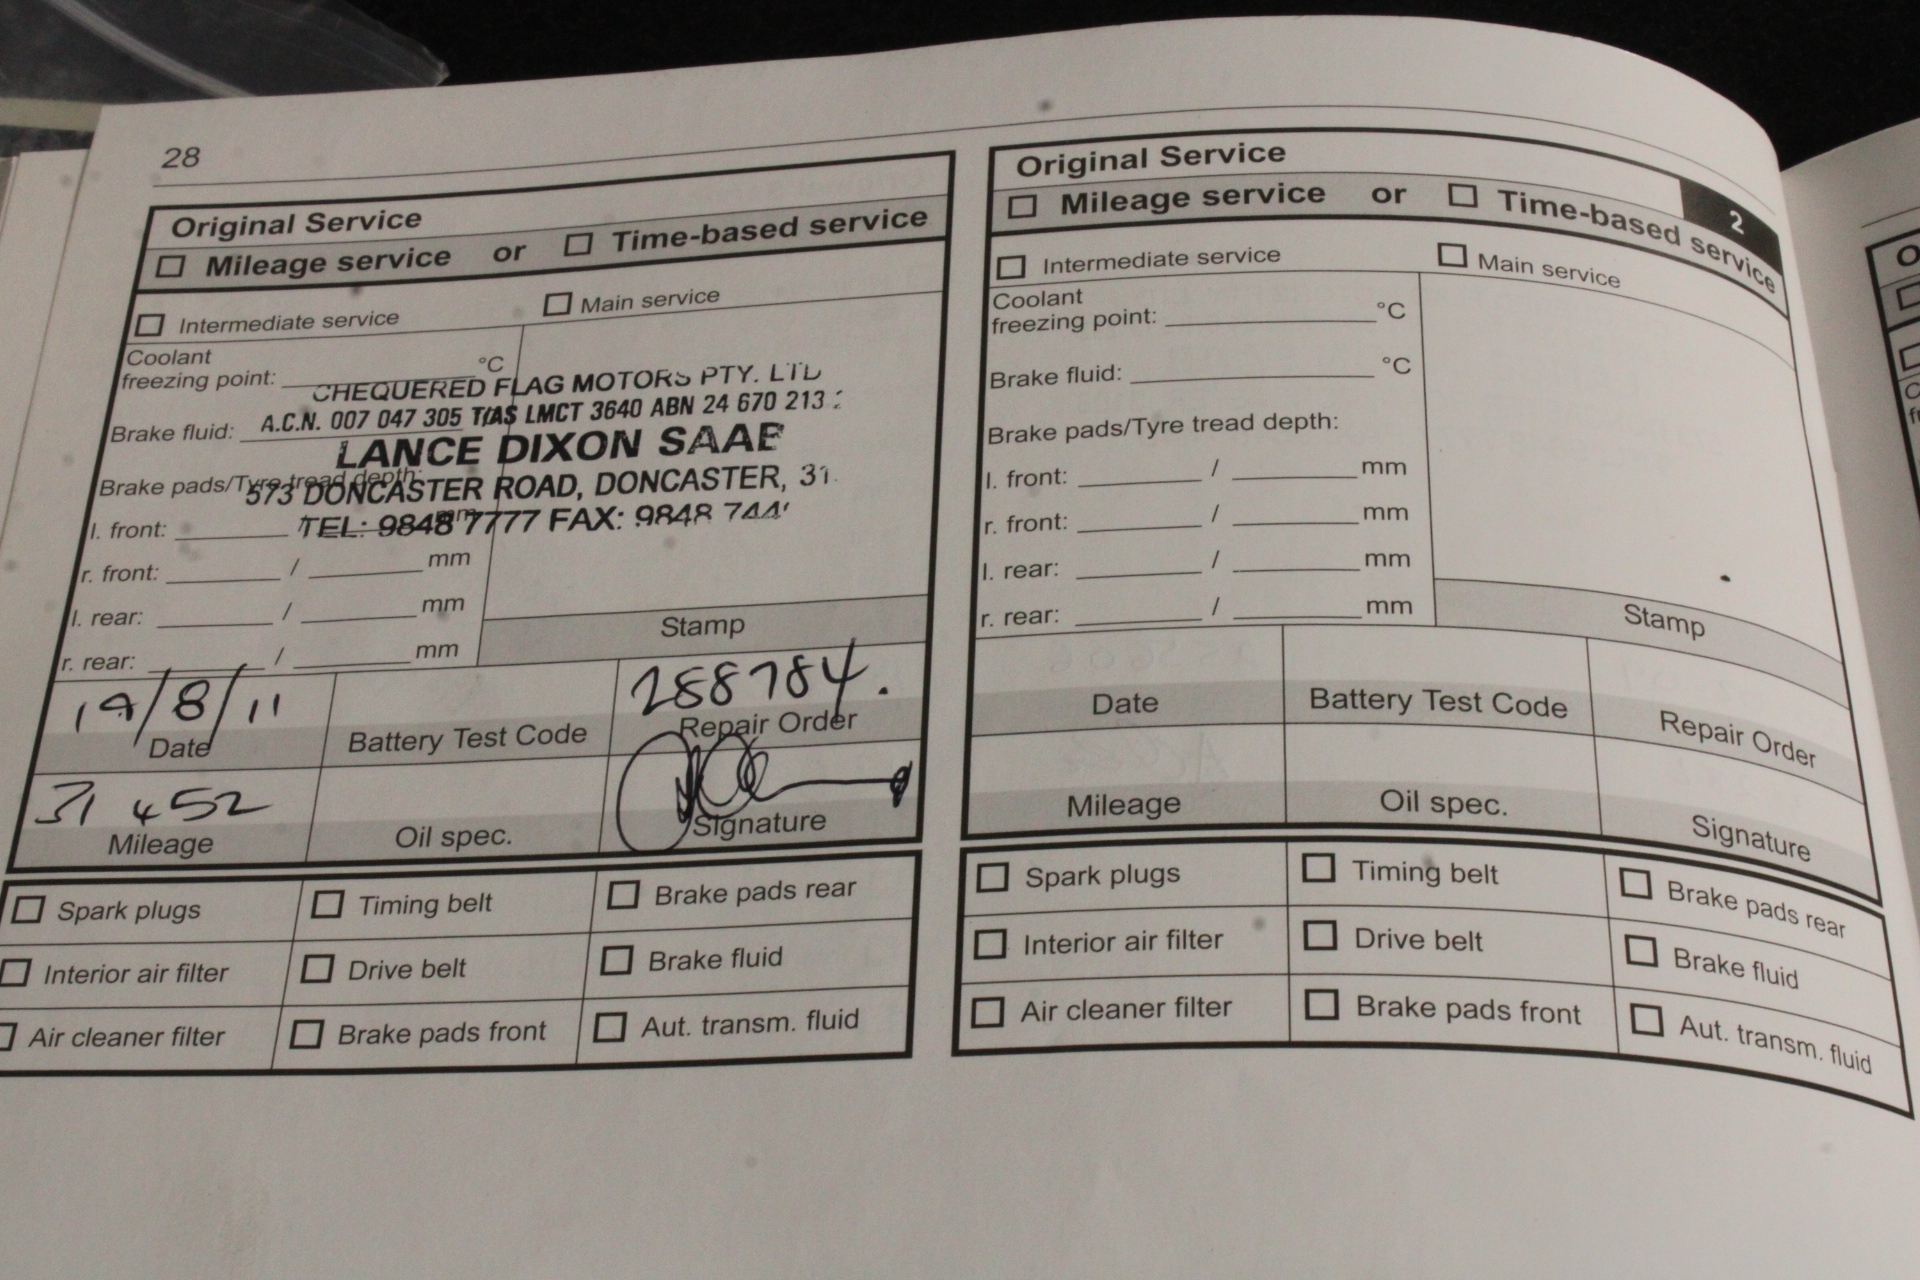 28
Original Service
Mileage service or Time-based service
Intermediate service Main service
Coolant
freezing point: °C
CHEQUERED FLAG MOTORS PTY. LTD
A.C.N. 007 047 305 T/AS LMCT 3640 ABN 24 670 213
Brake fluid:
LANCE DIXON SAAB
Brake pads/Tyre tread depth:
573 DONCASTER ROAD, DONCASTER, 31
TEL: 9848 7777 FAX: 9848 744
l. front: / mm
r. front: / mm
l. rear: / mm
r. rear: / mm
Stamp
19/8/11 288784.
Date Battery Test Code Repair Order
31 452
Mileage Oil spec. Signature
Spark plugs Timing belt Brake pads rear
Interior air filter Drive belt Brake fluid
Air cleaner filter Brake pads front Aut. transm. fluid
2
Original Service
Mileage service or Time-based service
Intermediate service Main service
Coolant
freezing point: °C
Brake fluid: °C
Brake pads/Tyre tread depth:
l. front: / mm
r. front: / mm
l. rear: / mm
r. rear: / mm
Stamp
Date Battery Test Code Repair Order
Mileage Oil spec. Signature
Spark plugs Timing belt Brake pads rear
Interior air filter Drive belt Brake fluid
Air cleaner filter Brake pads front Aut. transm. fluid